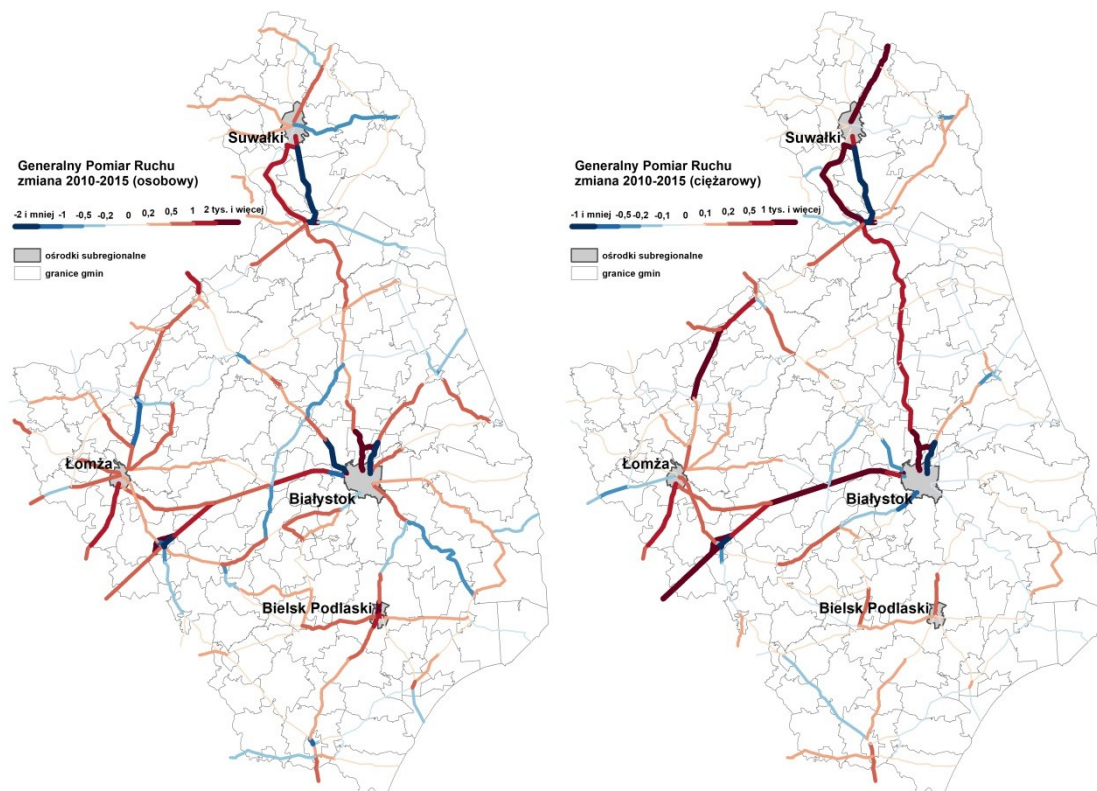 Suwałki
Generalny Pomiar Ruchu
zmiana 2010-2015 (osobowy)
-2 i mniej -1 -0,5 -0,2 0 0,2 0,5 1 2 tys. i więcej
ośrodki subregionalne
granice gmin
Łomża
Białystok
Bielsk Podlaski
Suwałki
Generalny Pomiar Ruchu
zmiana 2010-2015 (ciężarowy)
-1 i mniej -0,5 -0,2 -0,1 0 0,1 0,2 0,5 1 tys. i więcej
ośrodki subregionalne
granice gmin
Łomża
Białystok
Bielsk Podlaski